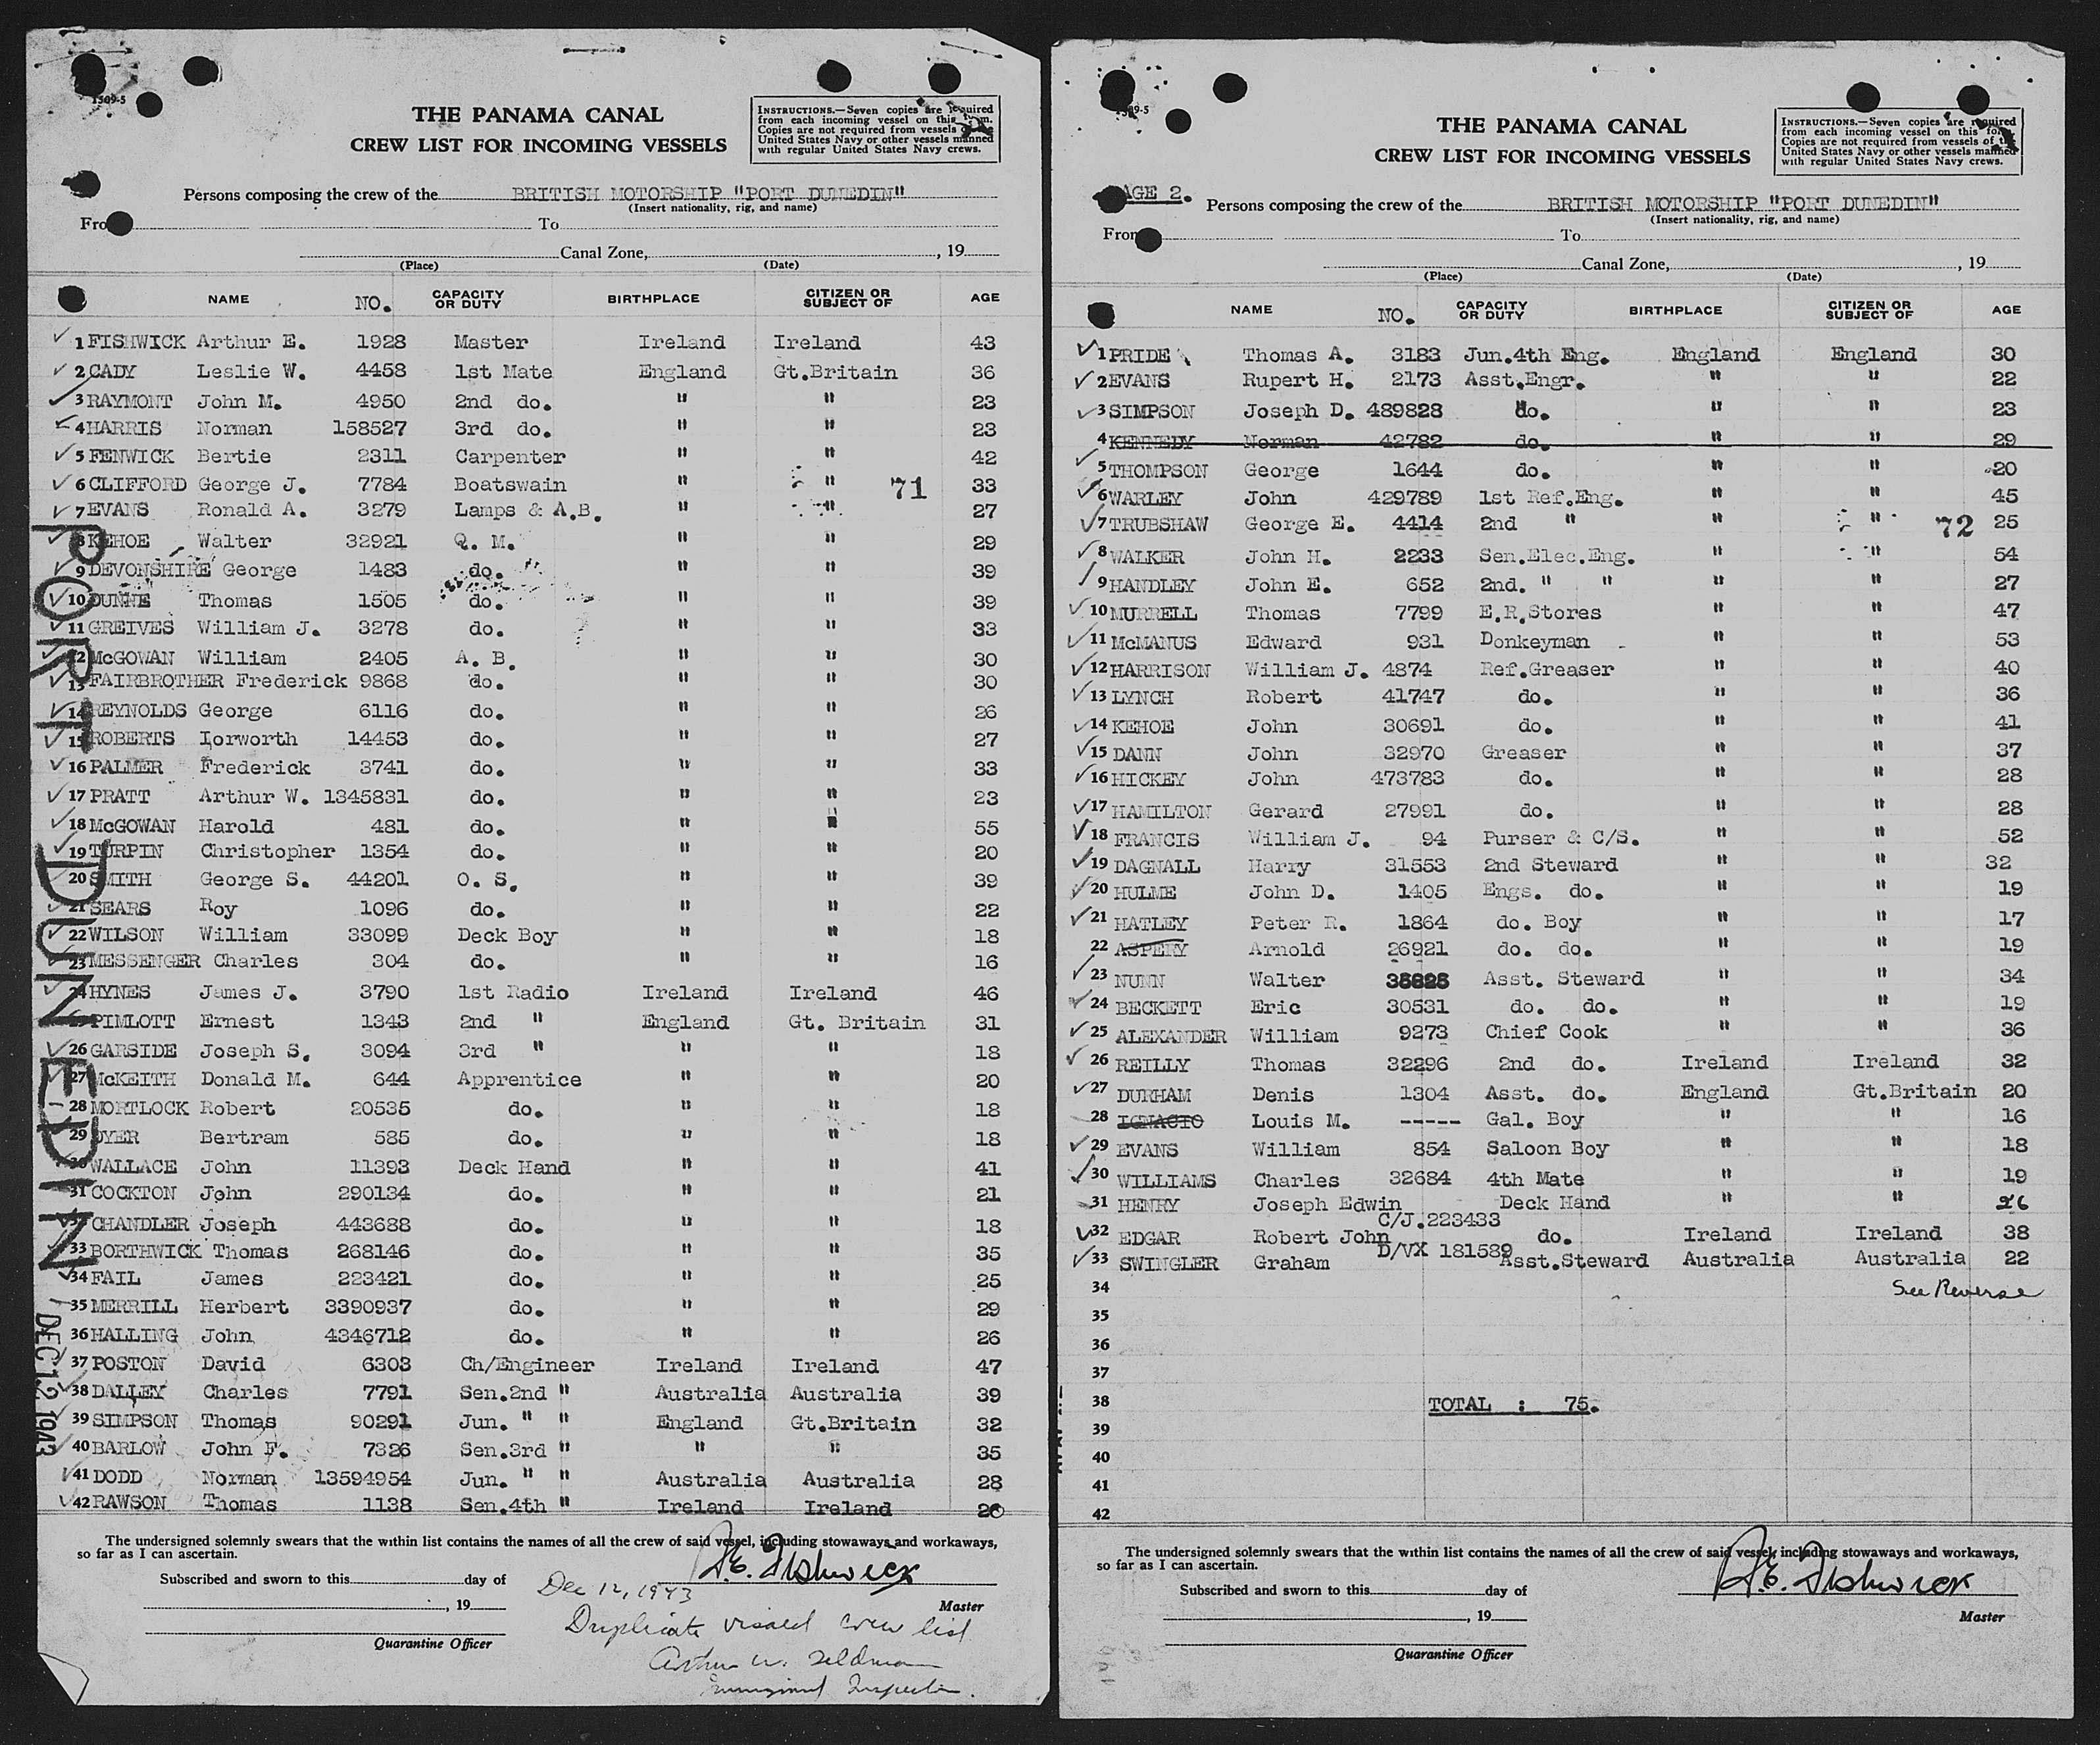 1509-5
THE PANAMA CANAL
CREW LIST FOR INCOMING VESSELS
INSTRUCTIONS.—Seven copies are required
from each incoming vessel on this form.
Copies are not required from vessels of the
United States Navy or other vessels manned
with regular United States Navy crews.
Persons composing the crew of the BRITISH MOTORSHIP "PORT DUNEDIN"
(Insert nationality, rig, and name)
From To
Canal Zone, , 19
(Place) (Date)
NAME NO. CAPACITY OR DUTY BIRTHPLACE CITIZEN OR SUBJECT OF AGE
1 FISHWICK Arthur E. 1928 Master Ireland Ireland 43
2 CADY Leslie W. 4458 1st Mate England Gt.Britain 36
3 RAYMONT John M. 4950 2nd do. " " 23
4 HARRIS Norman 158527 3rd do. " " 23
5 FENWICK Bertie 2311 Carpenter " " 42
6 CLIFFORD George J. 7784 Boatswain " " 71 33
7 EVANS Ronald A. 3279 Lamps & A.B. " " 27
8 KEHOE Walter 32921 Q. M. " " 29
9 DEVONSHIRE George 1483 do. " " 39
10 DUNNE Thomas 1505 do. " " 39
11 GREIVES William J. 3278 do. " " 33
12 McGOWAN William 2405 A. B. " " 30
13 FAIRBROTHER Frederick 9868 do. " " 30
14 REYNOLDS George 6116 do. " " 26
15 ROBERTS Iorworth 14453 do. " " 27
16 PALMER Frederick 3741 do. " " 33
17 PRATT Arthur W. 1345831 do. " " 23
18 McGOWAN Harold 481 do. " " 55
19 TURPIN Christopher 1354 do. " " 20
20 SMITH George S. 44201 O. S. " " 39
21 SEARS Roy 1096 do. " " 22
22 WILSON William 33099 Deck Boy " " 18
23 MESSENGER Charles 304 do. " " 16
24 HYNES James J. 3790 1st Radio Ireland Ireland 46
PIMLOTT Ernest 1343 2nd " England Gt. Britain 31
26 GARSIDE Joseph S. 3094 3rd " " " 18
27 McKEITH Donald M. 644 Apprentice " " 20
28 MORTLOCK Robert 20535 do. " " 18
29 DYER Bertram 585 do. " " 18
30 WALLACE John 11393 Deck Hand " " 41
31 COCKTON John 290134 do. " " 21
32 CHANDLER Joseph 443688 do. " " 18
33 BORTHWICK Thomas 268146 do. " " 35
34 FAIL James 223421 do. " " 25
35 MERRILL Herbert 3390937 do. " " 29
36 HALLING John 4346712 do. " " 26
37 POSTON David 6303 Ch/Engineer Ireland Ireland 47
38 DALLEY Charles 7791 Sen.2nd " Australia Australia 39
39 SIMPSON Thomas 90291 Jun. " " England Gt.Britain 32
40 BARLOW John F. 7326 Sen.3rd " " " 35
41 DODD Norman 13594954 Jun. " " Australia Australia 28
42 RAWSON Thomas 1138 Sen.4th " Ireland Ireland
PORT DUNEDIN
DEC 12 1943
The undersigned solemnly swears that the within list contains the names of all the crew of said vessel, including stowaways and workaways,
so far as I can ascertain.
A.E. Fishwick
Subscribed and sworn to this day of
, 19 Master
Quarantine Officer
Dec 12, 1943
Duplicate visaed crew list
Arthur W. Feldman
Immigrant Inspector.
THE PANAMA CANAL
CREW LIST FOR INCOMING VESSELS
INSTRUCTIONS.—Seven copies are required
from each incoming vessel on this form.
Copies are not required from vessels of the
United States Navy or other vessels manned
with regular United States Navy crews.
PAGE 2.
Persons composing the crew of the BRITISH MOTORSHIP "PORT DUNEDIN"
(Insert nationality, rig, and name)
From To
Canal Zone, , 19
(Place) (Date)
NAME NO. CAPACITY OR DUTY BIRTHPLACE CITIZEN OR SUBJECT OF AGE
1 PRIDE Thomas A. 3183 Jun.4th Eng. England England 30
2 EVANS Rupert H. 2173 Asst.Engr. " " 22
3 SIMPSON Joseph D. 489828 do. " " 23
4 KENNEDY Norman 42782 do. " " 29
5 THOMPSON George 1644 do. " " 20
6 WARLEY John 429789 1st Ref.Eng. " " 45
7 TRUBSHAW George E. 4414 2nd " " " 72 25
8 WALKER John H. 2233 Sen.Elec.Eng. " " 54
9 HANDLEY John E. 652 2nd. " " " " 27
10 MURRELL Thomas 7799 E.R.Stores " " 47
11 McMANUS Edward 931 Donkeyman " " 53
12 HARRISON William J. 4874 Ref.Greaser " " 40
13 LYNCH Robert 41747 do. " " 36
14 KEHOE John 30691 do. " " 41
15 DANN John 32970 Greaser " " 37
16 HICKEY John 473783 do. " " 28
17 HAMILTON Gerard 27991 do. " " 28
18 FRANCIS William J. 94 Purser & C/S. " " 52
19 DAGNALL Harry 31553 2nd Steward " " 32
20 HULME John D. 1405 Engs. do. " " 19
21 HATLEY Peter R. 1864 do. Boy " " 17
22 ASPERY Arnold 26921 do. do. " " 19
23 NUNN Walter Asst. Steward " " 34
24 BECKETT Eric 30531 do. do. " " 19
25 ALEXANDER William 9273 Chief Cook " " 36
26 REILLY Thomas 32296 2nd do. Ireland Ireland 32
27 DURHAM Denis 1304 Asst. do. England Gt.Britain 20
28 IGNACIO Louis M. ----- Gal. Boy " " 16
29 EVANS William 854 Saloon Boy " " 18
30 WILLIAMS Charles 32684 4th Mate " " 19
31 HENRY Joseph Edwin Deck Hand " " 26
C/J.223433
32 EDGAR Robert John do. Ireland Ireland 38
D/VX 181589
33 SWINGLER Graham Asst.Steward Australia Australia 22
34 See Reverse
35
36
37
38 TOTAL : 75.
39
40
41
42
The undersigned solemnly swears that the within list contains the names of all the crew of said vessel, including stowaways and workaways,
so far as I can ascertain.
A.E. Fishwick
Subscribed and sworn to this day of
, 19 Master
Quarantine Officer